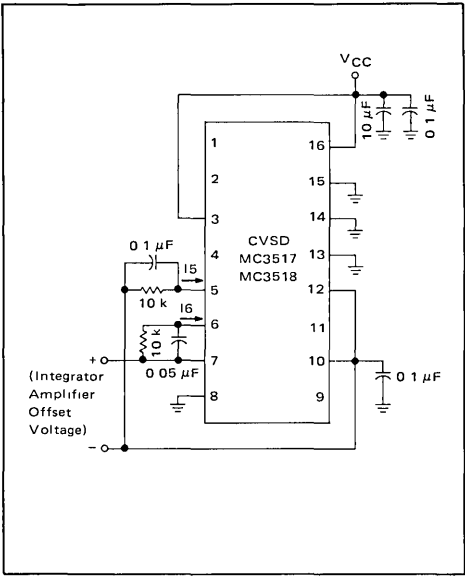 VCC
10 μF
0 1 μF
1
2
3
4
5
6
7
8
16
15
14
13
12
11
10
9
CVSD
MC3517
MC3518
0 1 μF
I5
10 k
I6
10 k
0 05 μF
+
(Integrator
Amplifier
Offset
Voltage)
−
0 1 μF